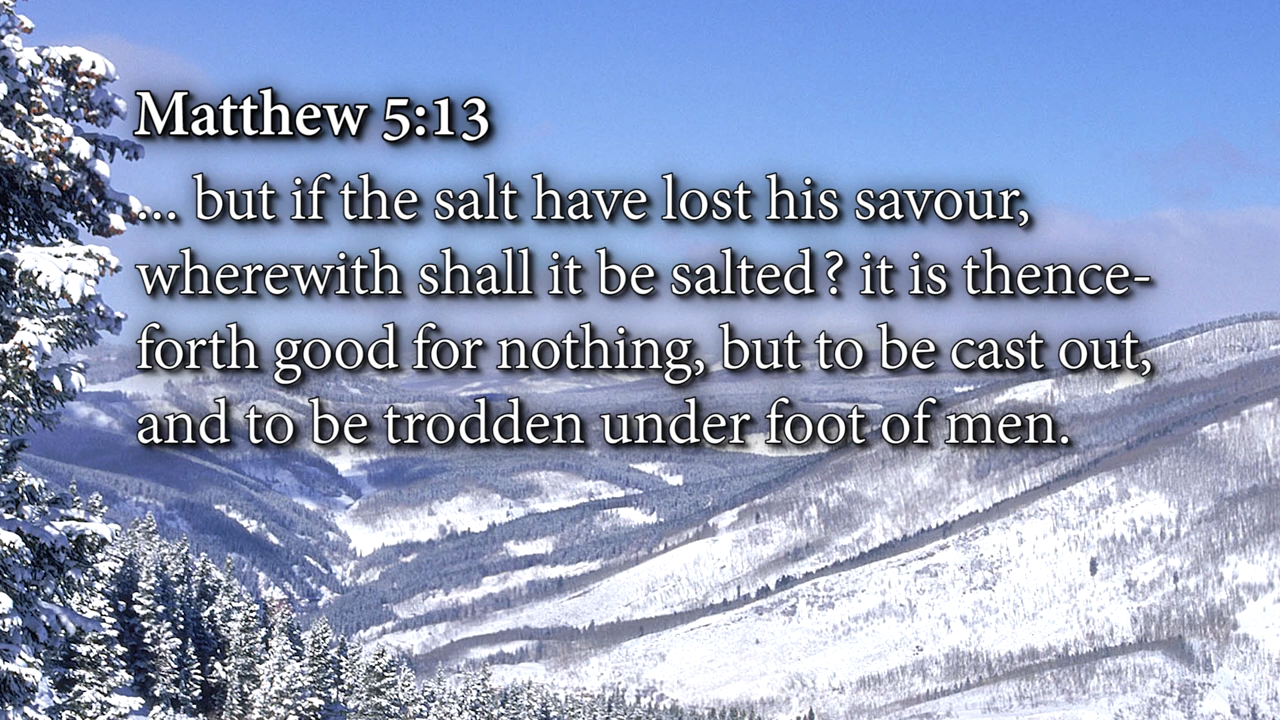 Matthew 5:13
... but if the salt have lost his savour,
wherewith shall it be salted? it is thence-
forth good for nothing, but to be cast out,
and to be trodden under foot of men.